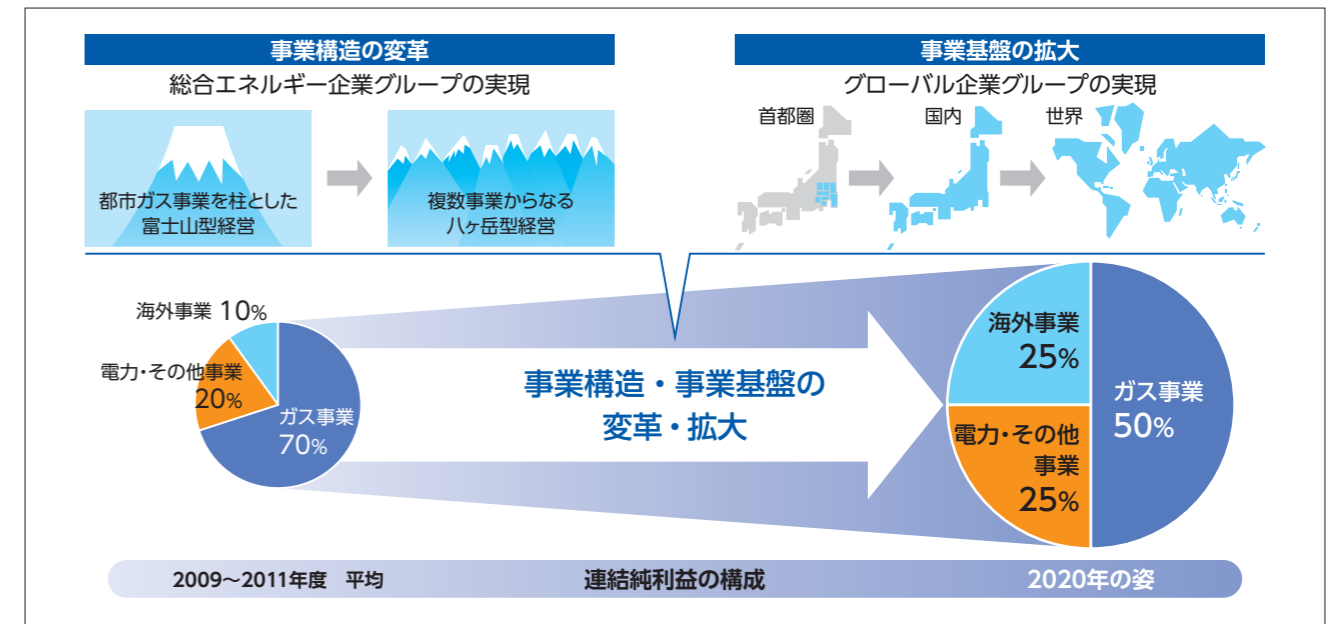 事業構造の変革
総合エネルギー企業グループの実現
都市ガス事業を柱とした
富士山型経営
複数事業からなる
八ヶ岳型経営
事業基盤の拡大
グローバル企業グループの実現
首都圏
国内
世界
海外事業 10%
電力・その他事業
20%
ガス事業
70%
事業構造・事業基盤の
変革・拡大
海外事業
25%
電力・その他
事業
25%
ガス事業
50%
2009~2011年度 平均
連結純利益の構成
2020年の姿